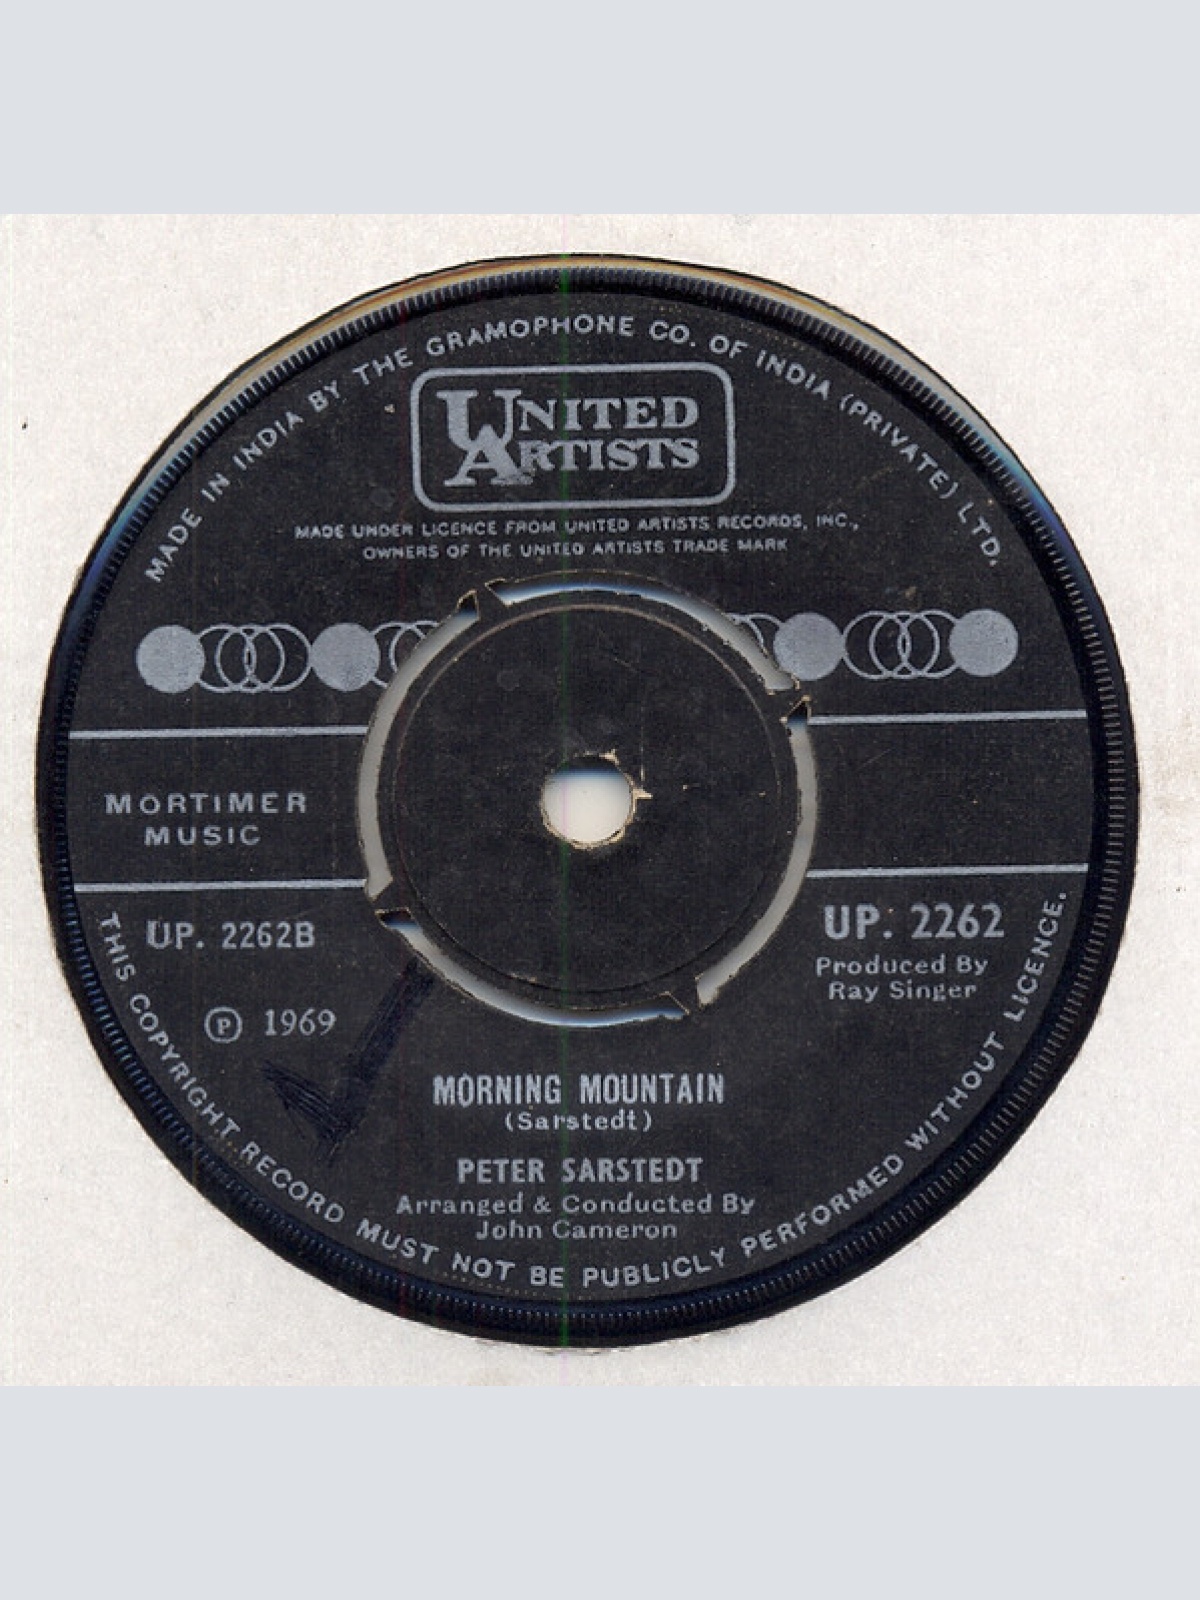 MADE IN INDIA BY THE GRAMOPHONE CO. OF INDIA (PRIVATE) LTD.
UNITED
ARTISTS
MADE UNDER LICENCE FROM UNITED ARTISTS RECORDS, INC.,
OWNERS OF THE UNITED ARTISTS TRADE MARK
MORTIMER
MUSIC
UP. 2262B
℗ 1969
UP. 2262
Produced By
Ray Singer
MORNING MOUNTAIN
(Sarstedt)
PETER SARSTEDT
Arranged & Conducted By
John Cameron
THIS COPYRIGHT RECORD MUST NOT BE PUBLICLY PERFORMED WITHOUT LICENCE.